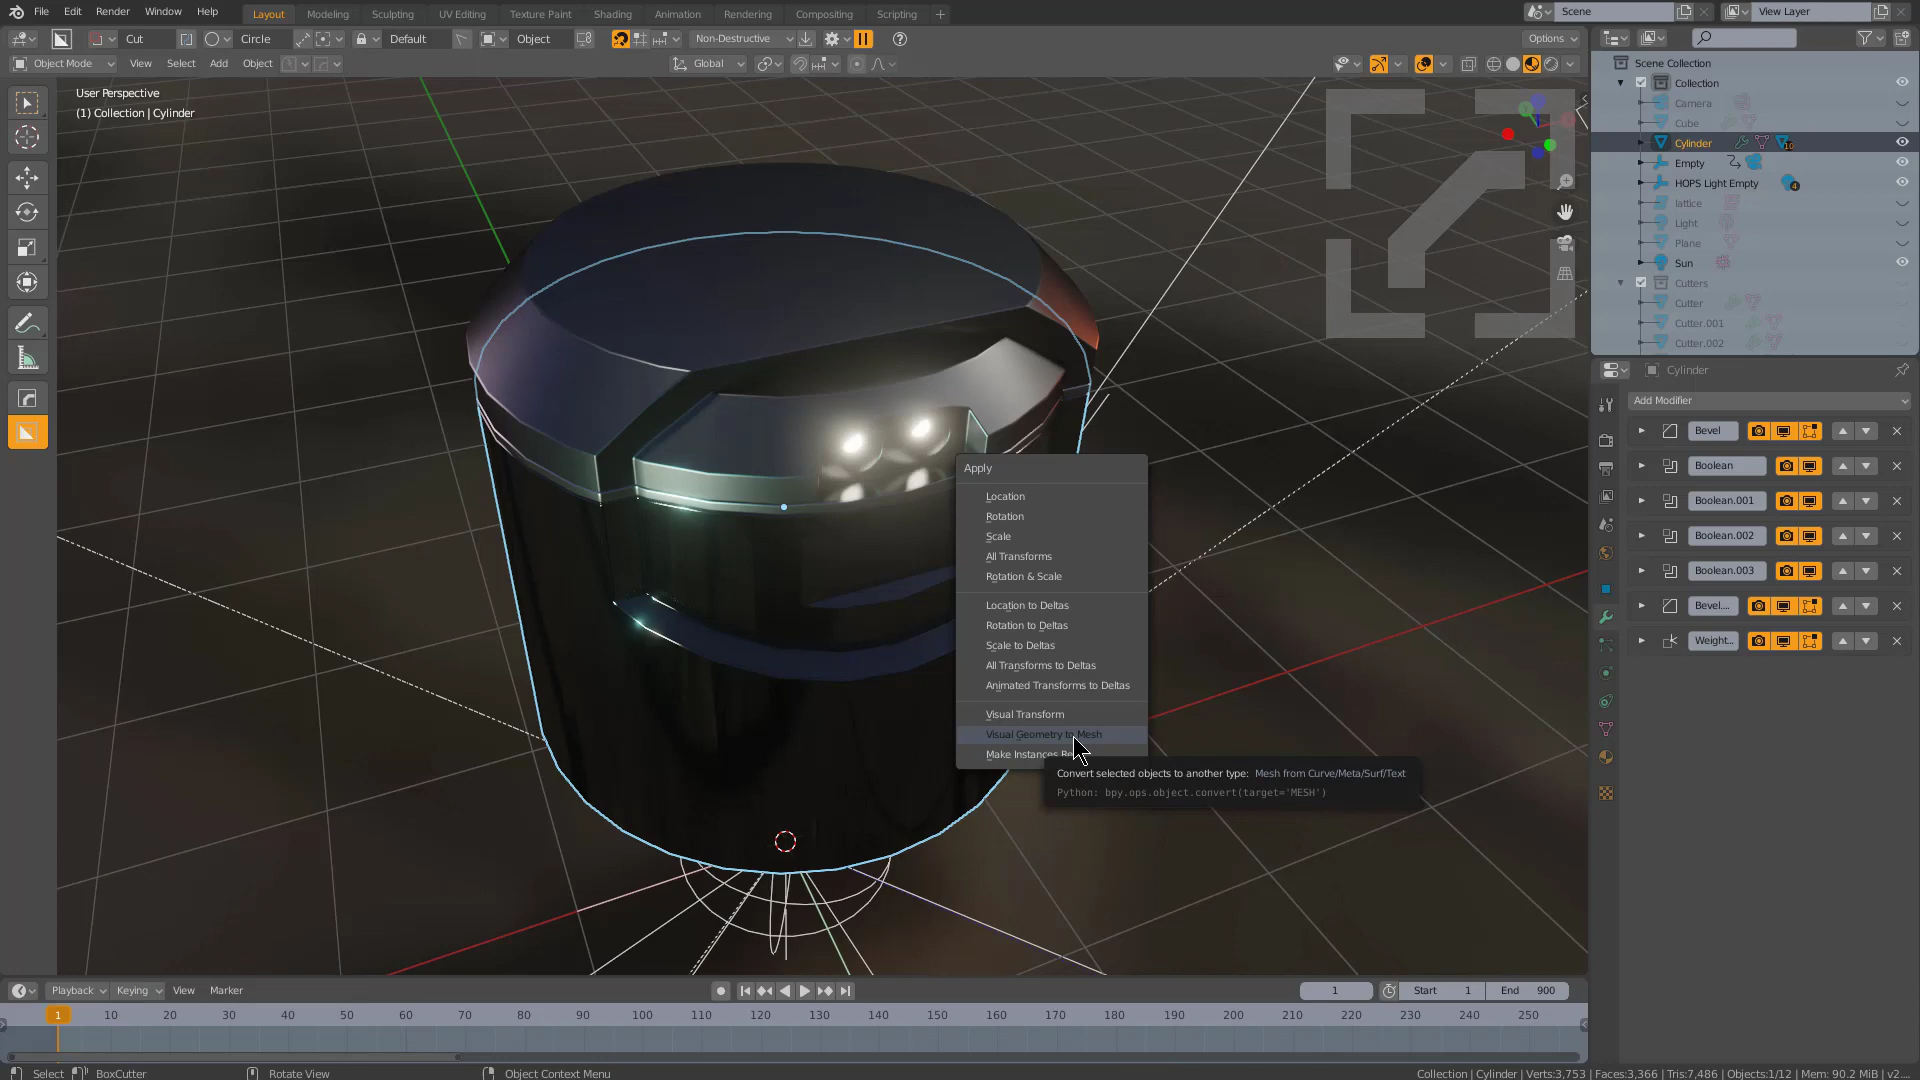 File Edit Render Window Help Layout Modeling Sculpting UV Editing Texture Paint Shading Animation Rendering Compositing Scripting Scene View Layer
Cut Circle Default Object Non-Destructive Options
Object Mode View Select Add Object Global
User Perspective
(1) Collection | Cylinder
Scene Collection
Collection
Camera
Cube
Cylinder 10
Empty
HOPS Light Empty 4
lattice
Light
Plane
Sun
Cutters
Cutter
Cutter.001
Cutter.002
Cylinder
Add Modifier
Bevel
Boolean
Boolean.001
Boolean.002
Boolean.003
Bevel....
Weight...
Apply
Location
Rotation
Scale
All Transforms
Rotation & Scale
Location to Deltas
Rotation to Deltas
Scale to Deltas
All Transforms to Deltas
Animated Transforms to Deltas
Visual Transform
Visual Geometry to Mesh
Make Instances
Convert selected objects to another type: Mesh from Curve/Meta/Surf/Text
Python: bpy.ops.object.convert(target='MESH')
Playback Keying View Marker 1 Start 1 End 900
1 10 20 30 40 50 60 70 80 90 100 110 120 130 140 150 160 170 180 190 200 210 220 230 240 250
Select BoxCutter Rotate View Object Context Menu Collection | Cylinder | Verts:3,753 | Faces:3,366 | Tris:7,486 | Objects:1/12 | Mem: 90.2 MiB | v2....